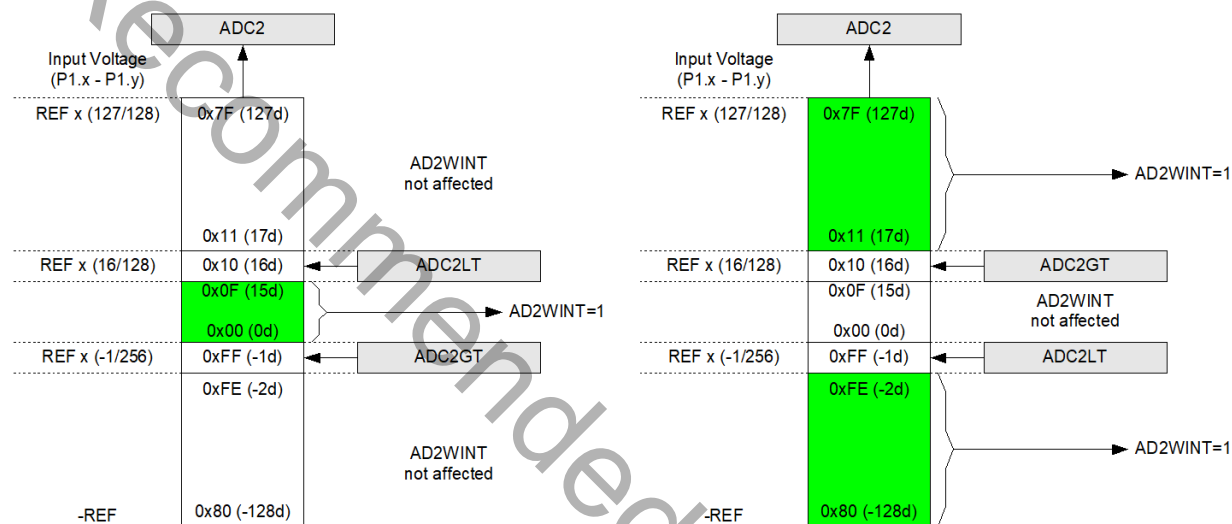 ADC2
Input Voltage
(P1.x - P1.y)
REF x (127/128)
0x7F (127d)
AD2WINT
not affected
0x11 (17d)
REF x (16/128)
0x10 (16d)
ADC2LT
0x0F (15d)
AD2WINT=1
0x00 (0d)
REF x (-1/256)
0xFF (-1d)
ADC2GT
0xFE (-2d)
AD2WINT
not affected
-REF
0x80 (-128d)
ADC2
Input Voltage
(P1.x - P1.y)
REF x (127/128)
0x7F (127d)
AD2WINT=1
0x11 (17d)
REF x (16/128)
0x10 (16d)
ADC2GT
0x0F (15d)
AD2WINT
not affected
0x00 (0d)
REF x (-1/256)
0xFF (-1d)
ADC2LT
0xFE (-2d)
AD2WINT=1
-REF
0x80 (-128d)
Recommended